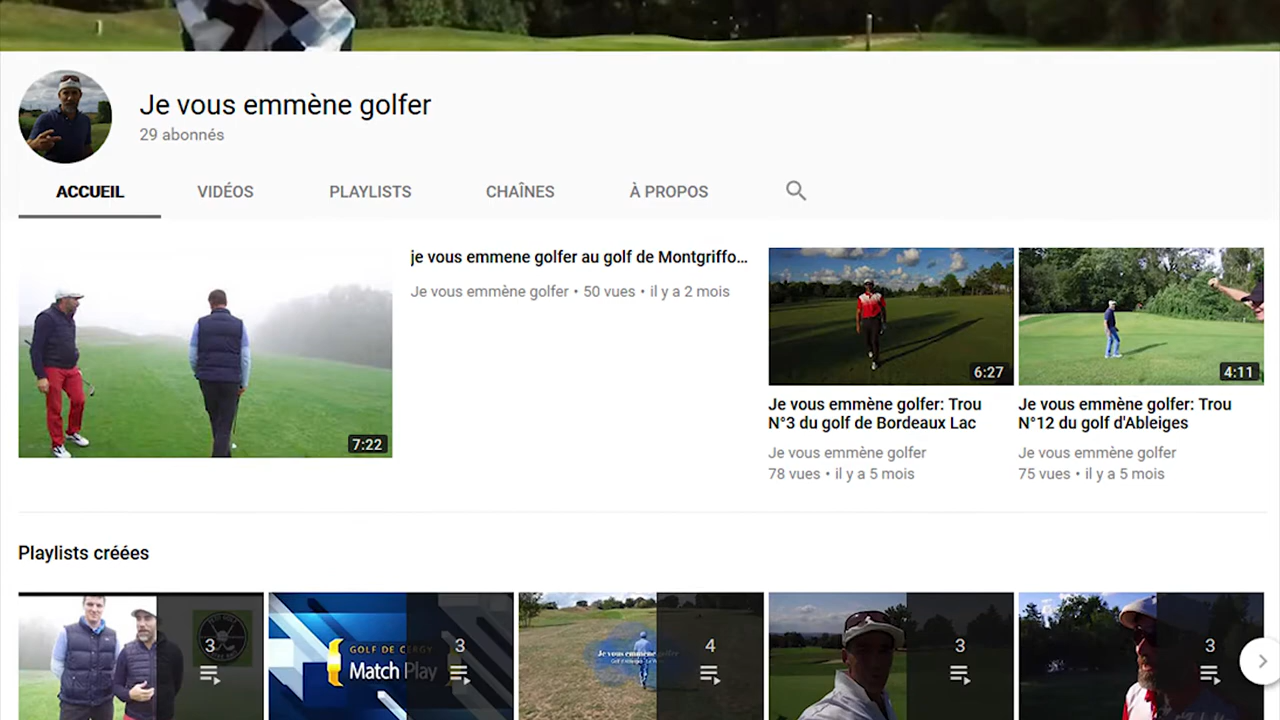 Je vous emmène golfer
29 abonnés
ACCUEIL
VIDÉOS
PLAYLISTS
CHAÎNES
À PROPOS
7:22
je vous emmene golfer au golf de Montgriffo...
Je vous emmène golfer • 50 vues • il y a 2 mois
6:27
Je vous emmène golfer: Trou
N°3 du golf de Bordeaux Lac
Je vous emmène golfer
78 vues • il y a 5 mois
4:11
Je vous emmène golfer: Trou
N°12 du golf d'Ableiges
Je vous emmène golfer
75 vues • il y a 5 mois
Playlists créées
3
GOLF DE CERGY
Match Play
3
Je vous emmène golfer
4
3
3